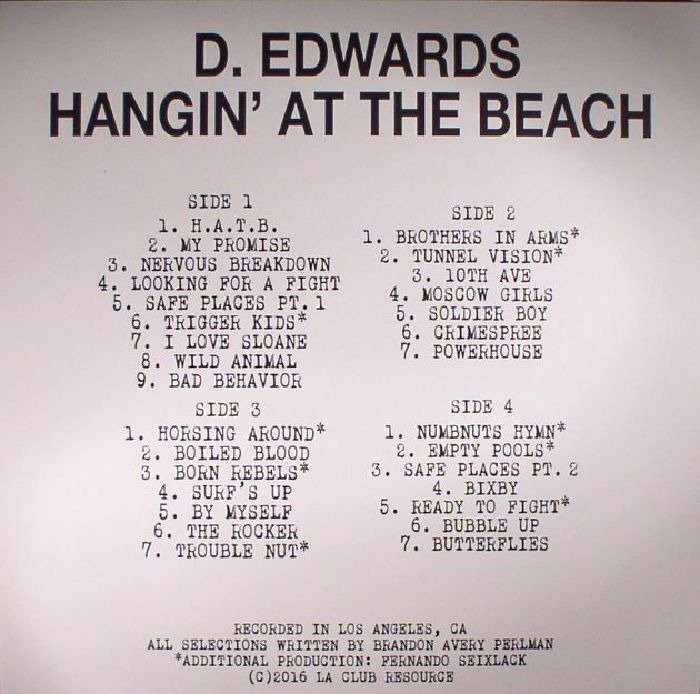 D. EDWARDS
HANGIN' AT THE BEACH
SIDE 1
1. H.A.T.B.
2. MY PROMISE
3. NERVOUS BREAKDOWN
4. LOOKING FOR A FIGHT
5. SAFE PLACES PT. 1
6. TRIGGER KIDS*
7. I LOVE SLOANE
8. WILD ANIMAL
9. BAD BEHAVIOR
SIDE 2
1. BROTHERS IN ARMS*
2. TUNNEL VISION*
3. 10TH AVE
4. MOSCOW GIRLS
5. SOLDIER BOY
6. CRIMESPREE
7. POWERHOUSE
SIDE 3
1. HORSING AROUND*
2. BOILED BLOOD
3. BORN REBELS*
4. SURF'S UP
5. BY MYSELF
6. THE ROCKER
7. TROUBLE NUT*
SIDE 4
1. NUMBNUTS HYMN*
2. EMPTY POOLS*
3. SAFE PLACES PT. 2
4. BIXBY
5. READY TO FIGHT*
6. BUBBLE UP
7. BUTTERFLIES
RECORDED IN LOS ANGELES, CA
ALL SELECTIONS WRITTEN BY BRANDON AVERY PERLMAN
*ADDITIONAL PRODUCTION: FERNANDO SEIXLACK
(C)2016 LA CLUB RESOURCE